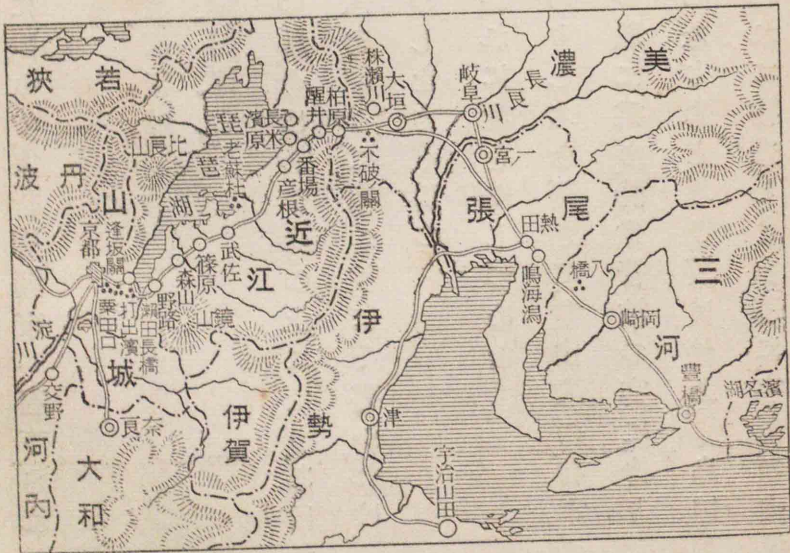 若狹
丹波
山城
河內
大和
伊賀
伊勢
近江
美濃
尾張
三河
琵琶湖
比良山
老蘇杜
長濱
米原
醒井
柏原
番場
彦根
武佐
篠原
森山
野路
鏡山
京都
逢坂關
粟田口
打出濱
瀬田長橋
淀川
交野
奈良
株瀬川
大垣
不破關
岐阜
長良川
一宮
熱田
鳴海潟
八橋
岡崎
豊橋
濱名湖
津
宇治山田